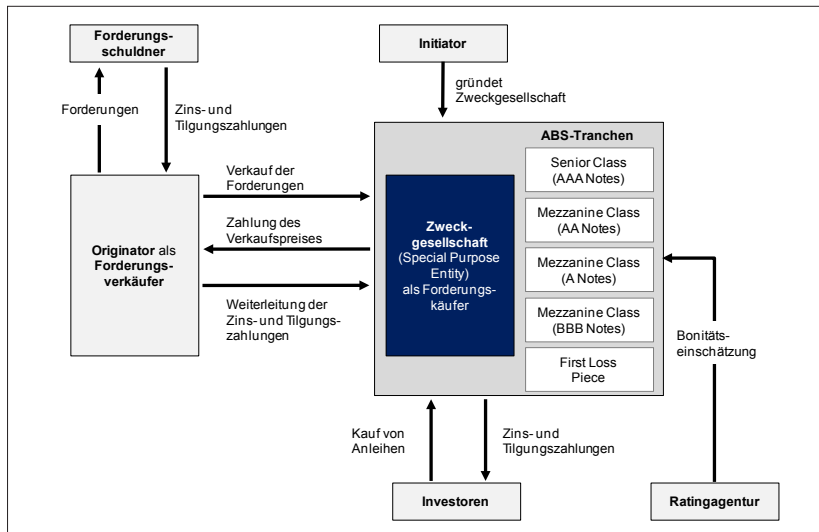 Forderungs-
schuldner
Initiator
Forderungen
Zins- und
Tilgungszahlungen
gründet
Zweckgesellschaft
ABS-Tranchen
Senior Class
(AAA Notes)
Mezzanine Class
(AA Notes)
Mezzanine Class
(A Notes)
Mezzanine Class
(BBB Notes)
First Loss
Piece
Verkauf der
Forderungen
Zahlung des
Verkaufspreises
Weiterleitung der
Zins- und Tilgungs-
zahlungen
Originator als
Forderungs-
verkäufer
Zweck-
gesellschaft
(Special Purpose
Entity)
als Forderungs-
käufer
Bonitäts-
einschätzung
Kauf von
Anleihen
Zins- und
Tilgungszahlungen
Investoren
Ratingagentur